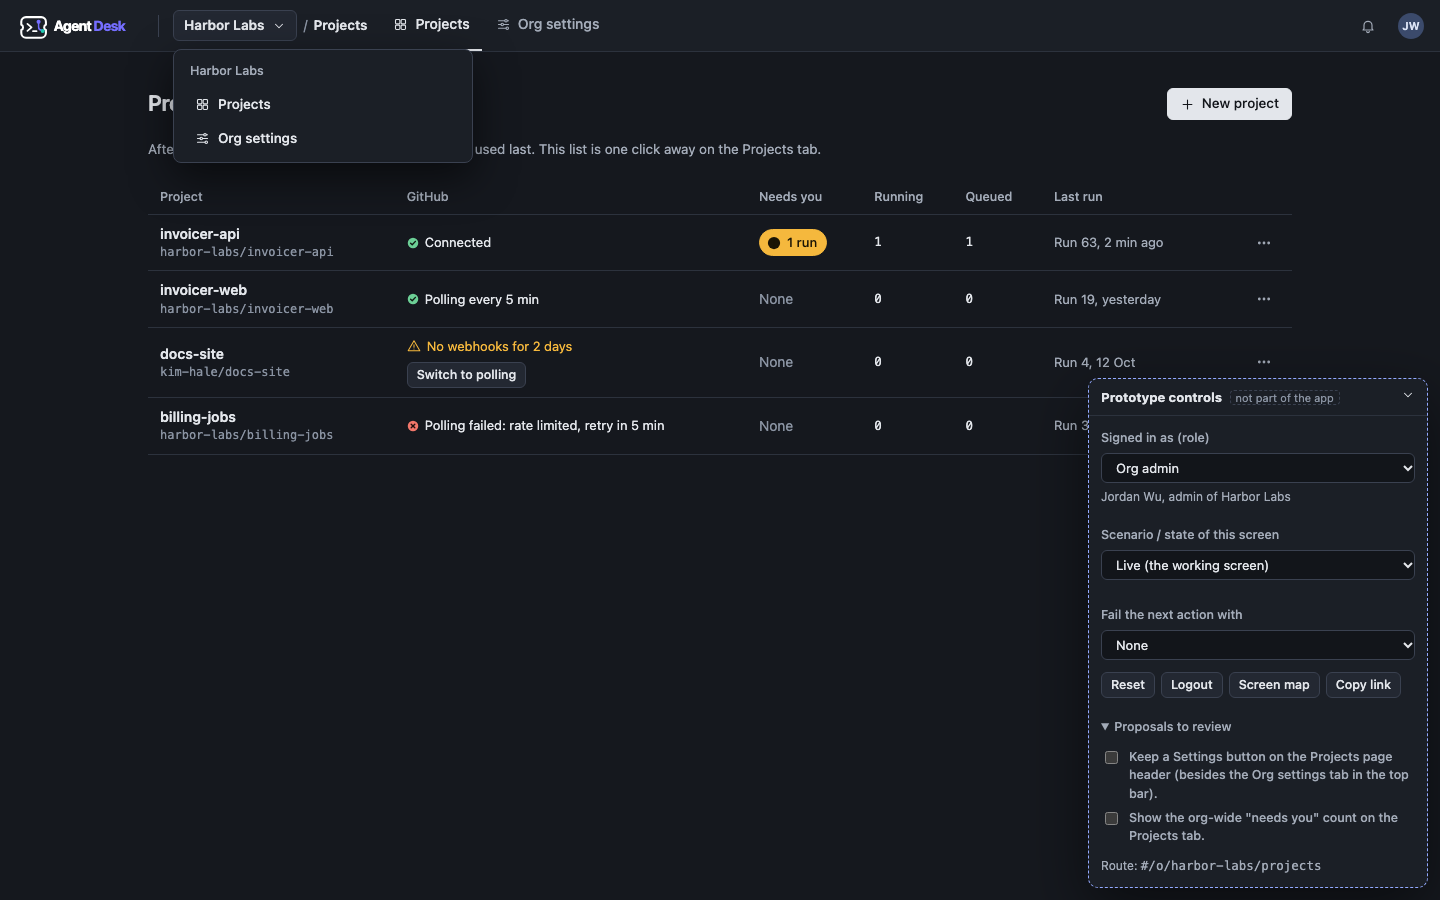 AgentDesk
Harbor Labs
/ Projects
Projects
Org settings
JW
Harbor Labs
Projects
Org settings
New project
used last. This list is one click away on the Projects tab.
Project
GitHub
Needs you
Running
Queued
Last run
invoicer-api
harbor-labs/invoicer-api
Connected
1 run
1
1
Run 63, 2 min ago
invoicer-web
harbor-labs/invoicer-web
Polling every 5 min
None
0
0
Run 19, yesterday
docs-site
kim-hale/docs-site
No webhooks for 2 days
Switch to polling
None
0
0
Run 4, 12 Oct
billing-jobs
harbor-labs/billing-jobs
Polling failed: rate limited, retry in 5 min
None
0
0
Run 3
Prototype controls
not part of the app
Signed in as (role)
Org admin
Jordan Wu, admin of Harbor Labs
Scenario / state of this screen
Live (the working screen)
Fail the next action with
None
Reset
Logout
Screen map
Copy link
Proposals to review
Keep a Settings button on the Projects page
header (besides the Org settings tab in the top
bar).
Show the org-wide "needs you" count on the
Projects tab.
Route: #/o/harbor-labs/projects